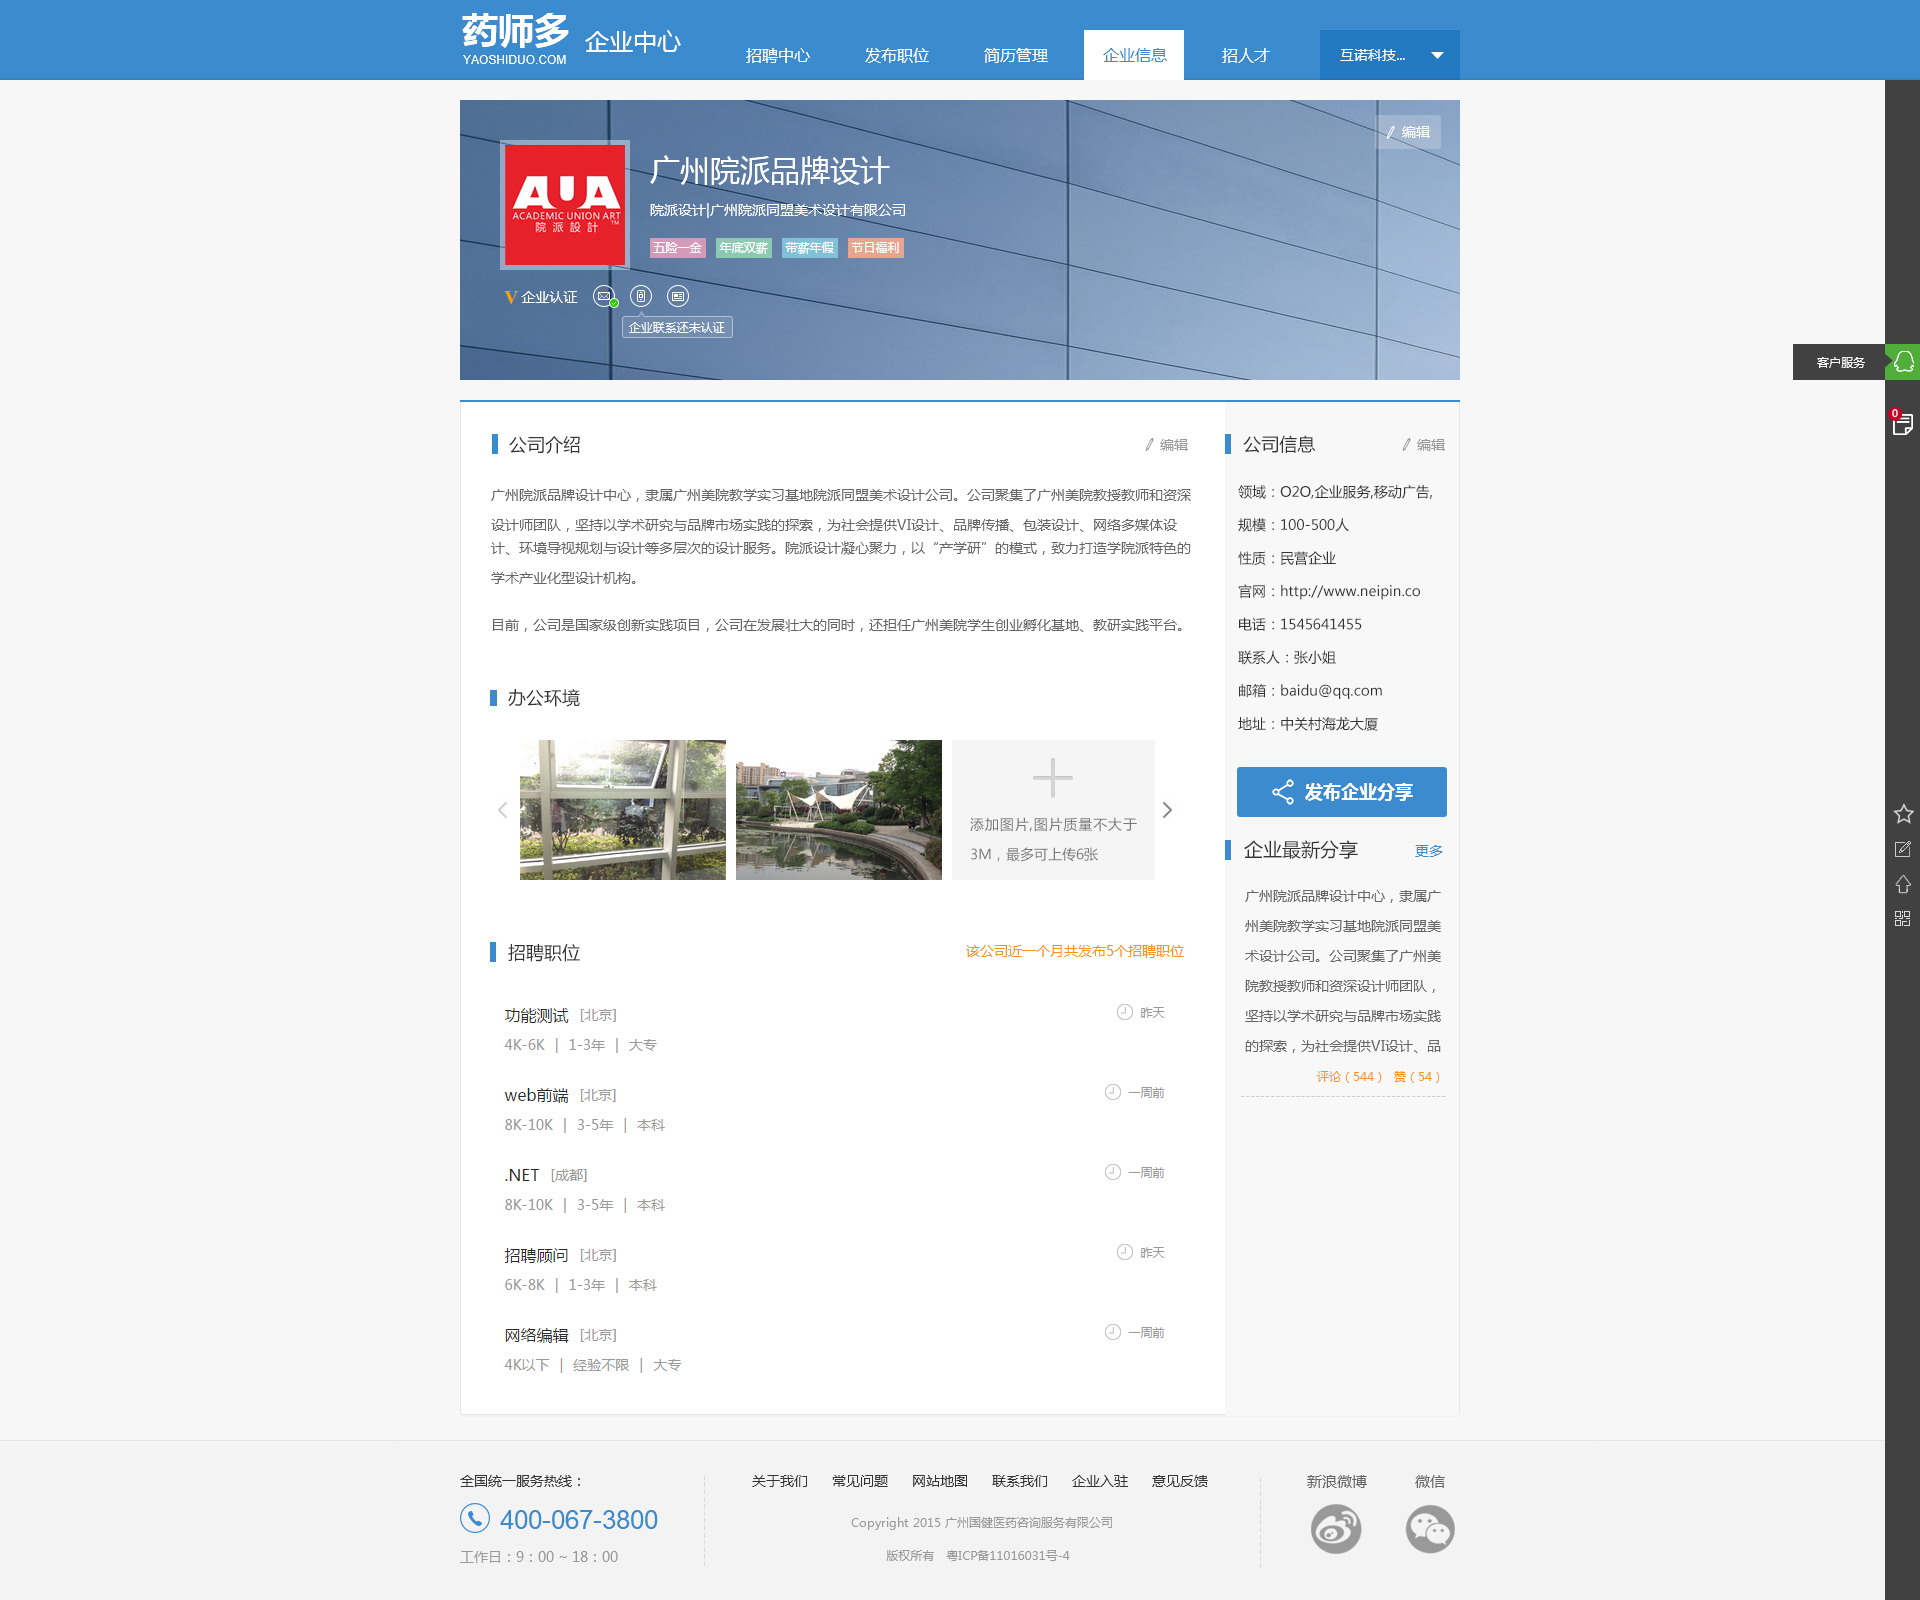 药师多
YAOSHIDUO.COM
企业中心
招聘中心 发布职位 简历管理 企业信息 招人才 互诺科技...
编辑
AUA
ACADEMIC UNION ART
TM
院派設計
广州院派品牌设计
院派设计|广州院派同盟美术设计有限公司
五险一金 年底双薪 带薪年假 节日福利
V 企业认证
企业联系还未认证
客户服务
0
公司介绍 编辑
广州院派品牌设计中心，隶属广州美院教学实习基地院派同盟美术设计公司。公司聚集了广州美院教授教师和资深
设计师团队，坚持以学术研究与品牌市场实践的探索，为社会提供VI设计、品牌传播、包装设计、网络多媒体设
计、环境导视规划与设计等多层次的设计服务。院派设计凝心聚力，以“产学研”的模式，致力打造学院派特色的
学术产业化型设计机构。
目前，公司是国家级创新实践项目，公司在发展壮大的同时，还担任广州美院学生创业孵化基地、教研实践平台。
办公环境
添加图片,图片质量不大于
3M，最多可上传6张
招聘职位 该公司近一个月共发布5个招聘职位
功能测试 [北京] 昨天
4K-6K | 1-3年 | 大专
web前端 [北京] 一周前
8K-10K | 3-5年 | 本科
.NET [成都] 一周前
8K-10K | 3-5年 | 本科
招聘顾问 [北京] 昨天
6K-8K | 1-3年 | 本科
网络编辑 [北京] 一周前
4K以下 | 经验不限 | 大专
公司信息 编辑
领域：O2O,企业服务,移动广告,
规模：100-500人
性质：民营企业
官网：http://www.neipin.co
电话：1545641455
联系人：张小姐
邮箱：baidu@qq.com
地址：中关村海龙大厦
发布企业分享
企业最新分享 更多
广州院派品牌设计中心，隶属广
州美院教学实习基地院派同盟美
术设计公司。公司聚集了广州美
院教授教师和资深设计师团队，
坚持以学术研究与品牌市场实践
的探索，为社会提供VI设计、品
评论（544） 赞（54）
全国统一服务热线：
400-067-3800
工作日：9：00 ~ 18：00
关于我们 常见问题 网站地图 联系我们 企业入驻 意见反馈
Copyright 2015 广州国健医药咨询服务有限公司
版权所有 粤ICP备11016031号-4
新浪微博 微信